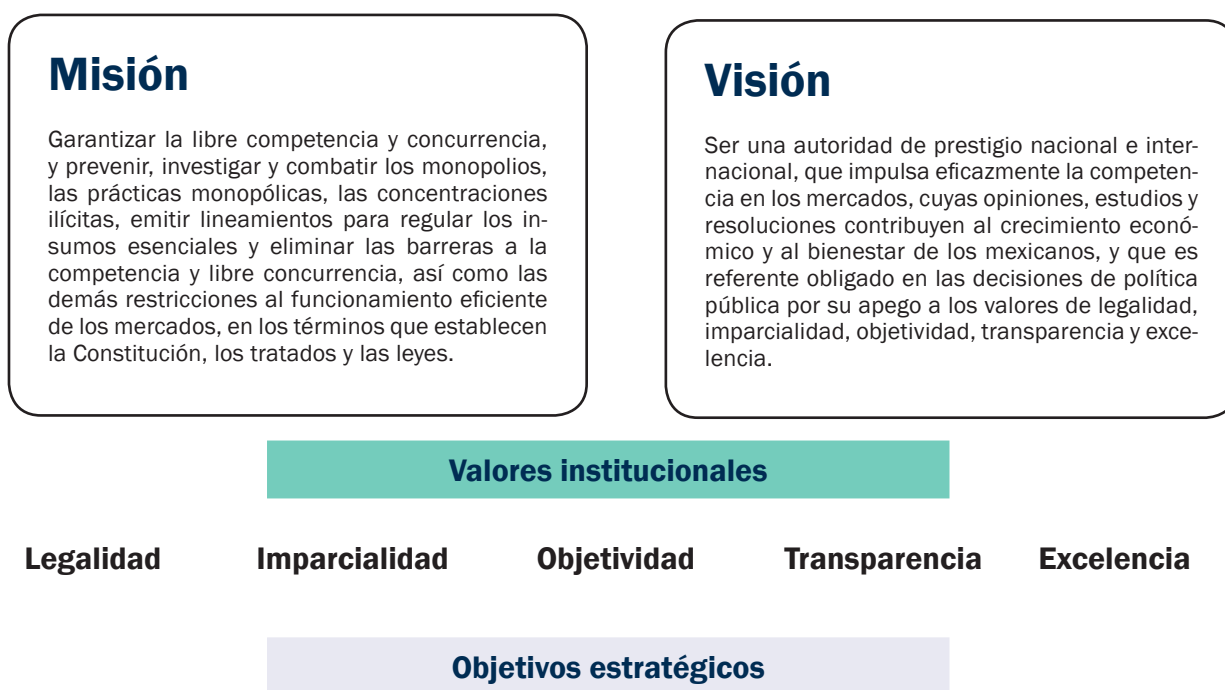 Misión
Garantizar la libre competencia y concurrencia,
y prevenir, investigar y combatir los monopolios,
las prácticas monopólicas, las concentraciones
ilícitas, emitir lineamientos para regular los in-
sumos esenciales y eliminar las barreras a la
competencia y libre concurrencia, así como las
demás restricciones al funcionamiento eficiente
de los mercados, en los términos que establecen
la Constitución, los tratados y las leyes.
Visión
Ser una autoridad de prestigio nacional e inter-
nacional, que impulsa eficazmente la competen-
cia en los mercados, cuyas opiniones, estudios y
resoluciones contribuyen al crecimiento econó-
mico y al bienestar de los mexicanos, y que es
referente obligado en las decisiones de política
pública por su apego a los valores de legalidad,
imparcialidad, objetividad, transparencia y exce-
lencia.
Valores institucionales
Legalidad Imparcialidad Objetividad Transparencia Excelencia
Objetivos estratégicos